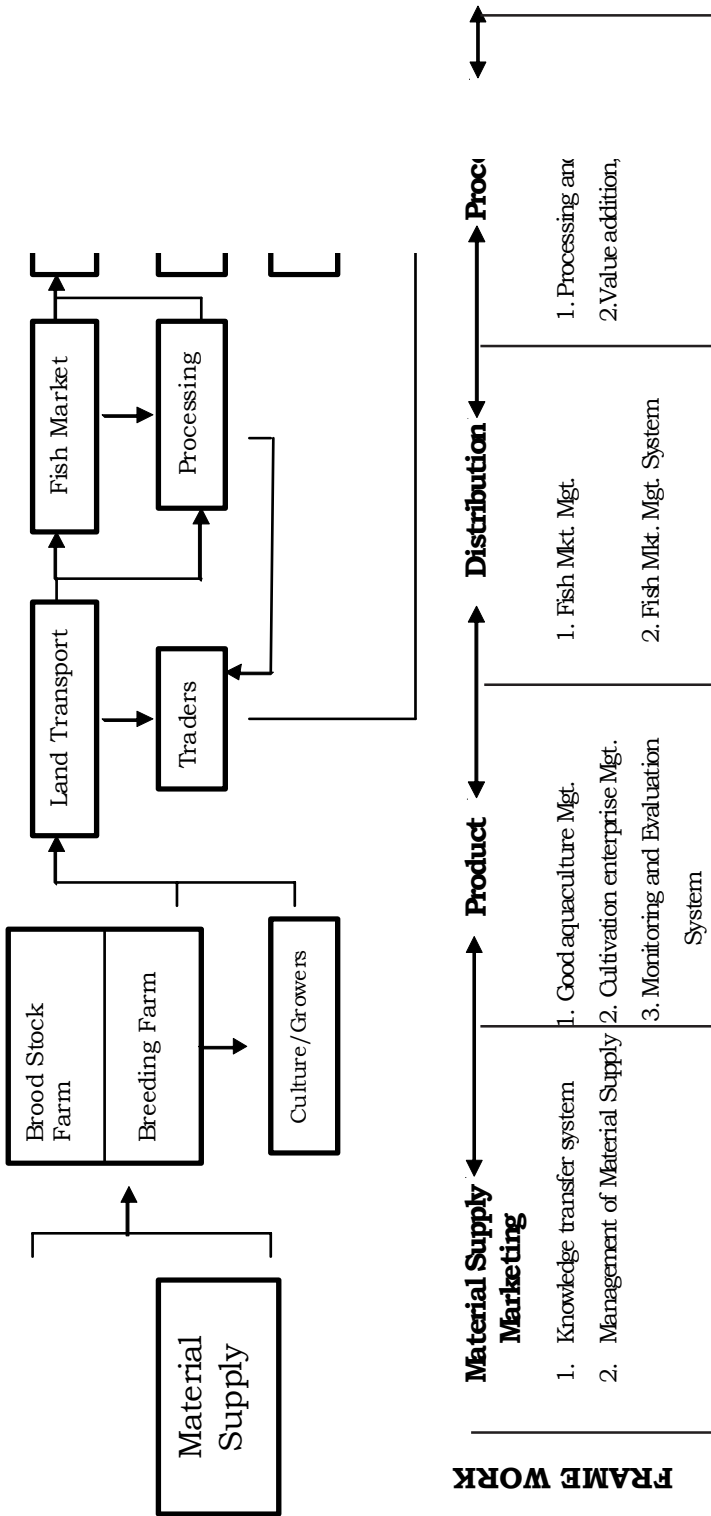 Material
Supply
Brood Stock
Farm
Breeding Farm
Culture/Growers
Land Transport
Traders
Fish Market
Processing
FRAME WORK
Material Supply
Marketing
1. Knowledge transfer system
2. Management of Material Supply
Product
1. Good aquaculture Mgt.
2. Cultivation enterprise Mgt.
3. Monitoring and Evaluation
System
Distribution
1. Fish Mkt. Mgt.
2. Fish Mkt. Mgt. System
1. Processing and
2.Value addition,